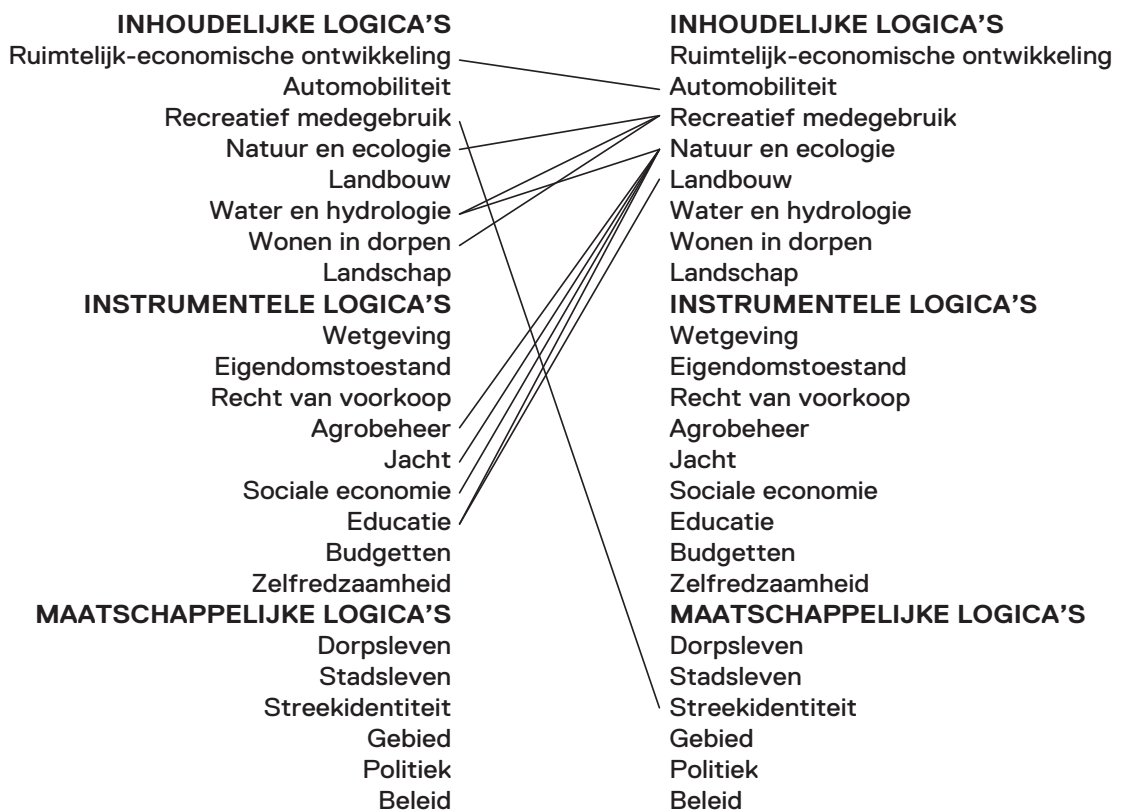 INHOUDELIJKE LOGICA’S
Ruimtelijk-economische ontwikkeling
Automobiliteit
Recreatief medegebruik
Natuur en ecologie
Landbouw
Water en hydrologie
Wonen in dorpen
Landschap
INSTRUMENTELE LOGICA’S
Wetgeving
Eigendomstoestand
Recht van voorkoop
Agrobeheer
Jacht
Sociale economie
Educatie
Budgetten
Zelfredzaamheid
MAATSCHAPPELIJKE LOGICA’S
Dorpsleven
Stadsleven
Streekidentiteit
Gebied
Politiek
Beleid
INHOUDELIJKE LOGICA’S
Ruimtelijk-economische ontwikkeling
Automobiliteit
Recreatief medegebruik
Natuur en ecologie
Landbouw
Water en hydrologie
Wonen in dorpen
Landschap
INSTRUMENTELE LOGICA’S
Wetgeving
Eigendomstoestand
Recht van voorkoop
Agrobeheer
Jacht
Sociale economie
Educatie
Budgetten
Zelfredzaamheid
MAATSCHAPPELIJKE LOGICA’S
Dorpsleven
Stadsleven
Streekidentiteit
Gebied
Politiek
Beleid